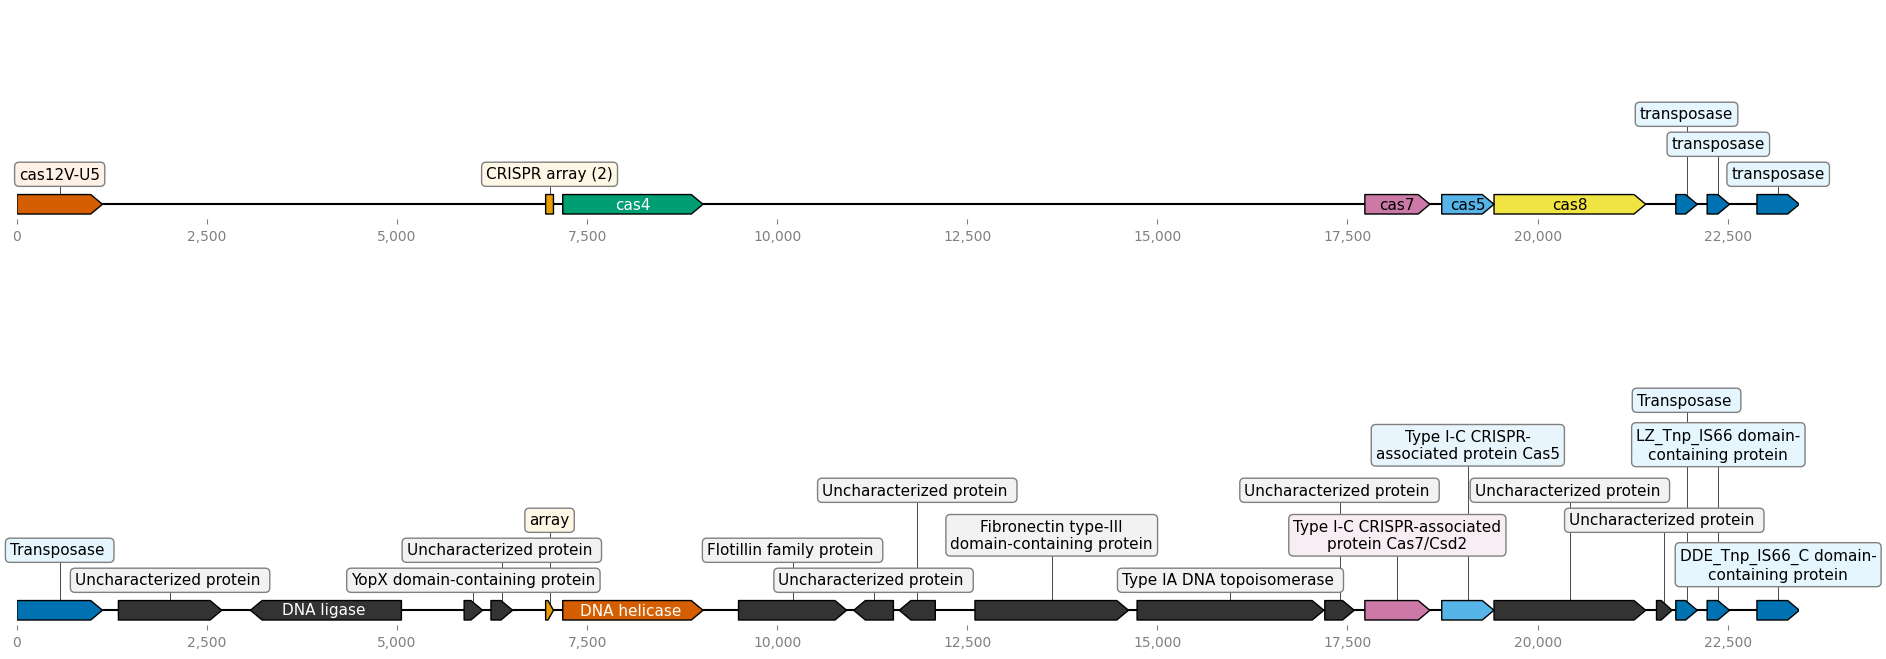 transposase
transposase
cas12V-U5
CRISPR array (2)
transposase
cas4
cas7
cas5
cas8
0
2,500
5,000
7,500
10,000
12,500
15,000
17,500
20,000
22,500
Transposase
Type I-C CRISPR-
associated protein Cas5
LZ_Tnp_IS66 domain-
containing protein
Uncharacterized protein
Uncharacterized protein
Uncharacterized protein
array
Fibronectin type-III
domain-containing protein
Type I-C CRISPR-associated
protein Cas7/Csd2
Uncharacterized protein
Transposase
Uncharacterized protein
Flotillin family protein
DDE_Tnp_IS66_C domain-
containing protein
Uncharacterized protein
YopX domain-containing protein
Uncharacterized protein
Type IA DNA topoisomerase
DNA ligase
DNA helicase
0
2,500
5,000
7,500
10,000
12,500
15,000
17,500
20,000
22,500